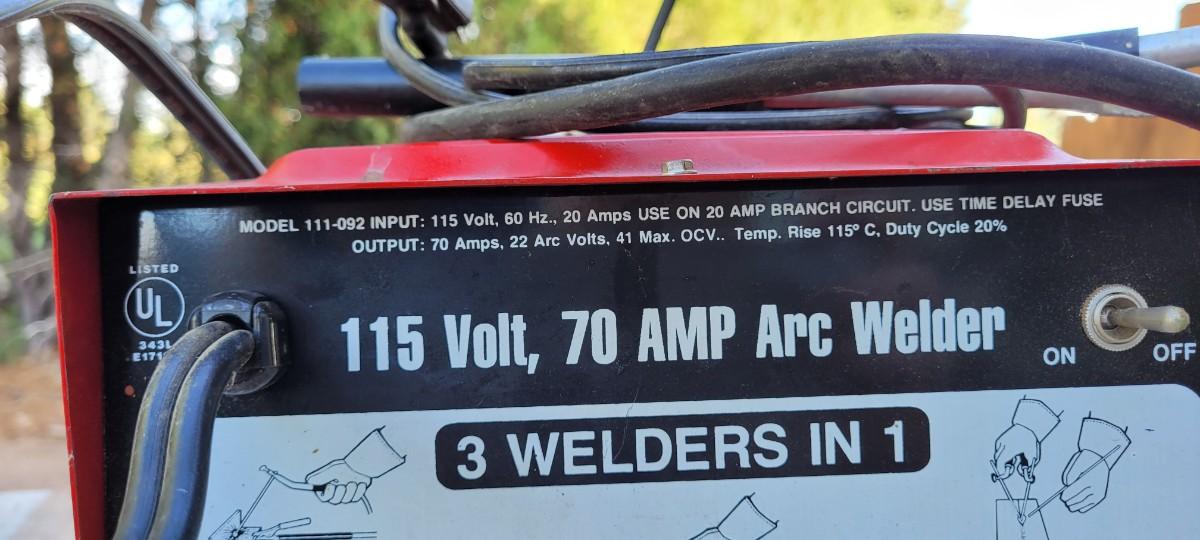 MODEL 111-092 INPUT: 115 Volt, 60 Hz., 20 Amps USE ON 20 AMP BRANCH CIRCUIT. USE TIME DELAY FUSE
OUTPUT: 70 Amps, 22 Arc Volts, 41 Max. OCV.. Temp. Rise 115º C, Duty Cycle 20%
LISTED
UL
115 Volt, 70 AMP Arc Welder
ON
OFF
3 WELDERS IN 1